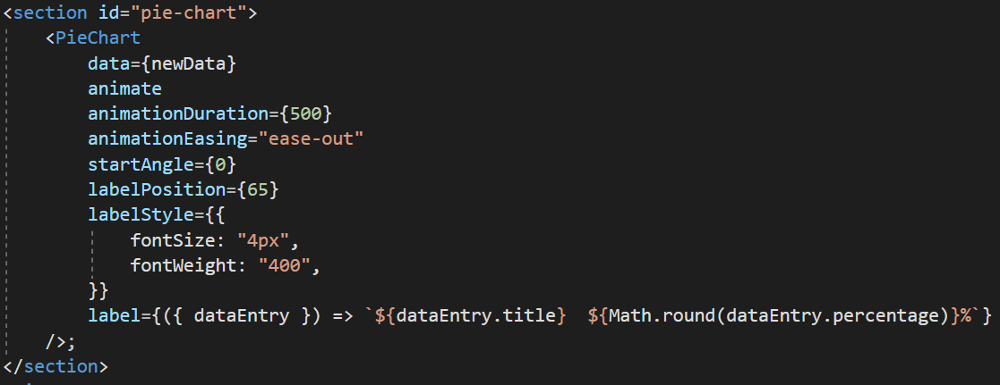 <section id="pie-chart">
<PieChart
data={newData}
animate
animationDuration={500}
animationEasing="ease-out"
startAngle={0}
labelPosition={65}
labelStyle={{
fontSize: "4px",
fontWeight: "400",
}}
label={({ dataEntry }) => `${dataEntry.title}  ${Math.round(dataEntry.percentage)}%`}
/>;
</section>